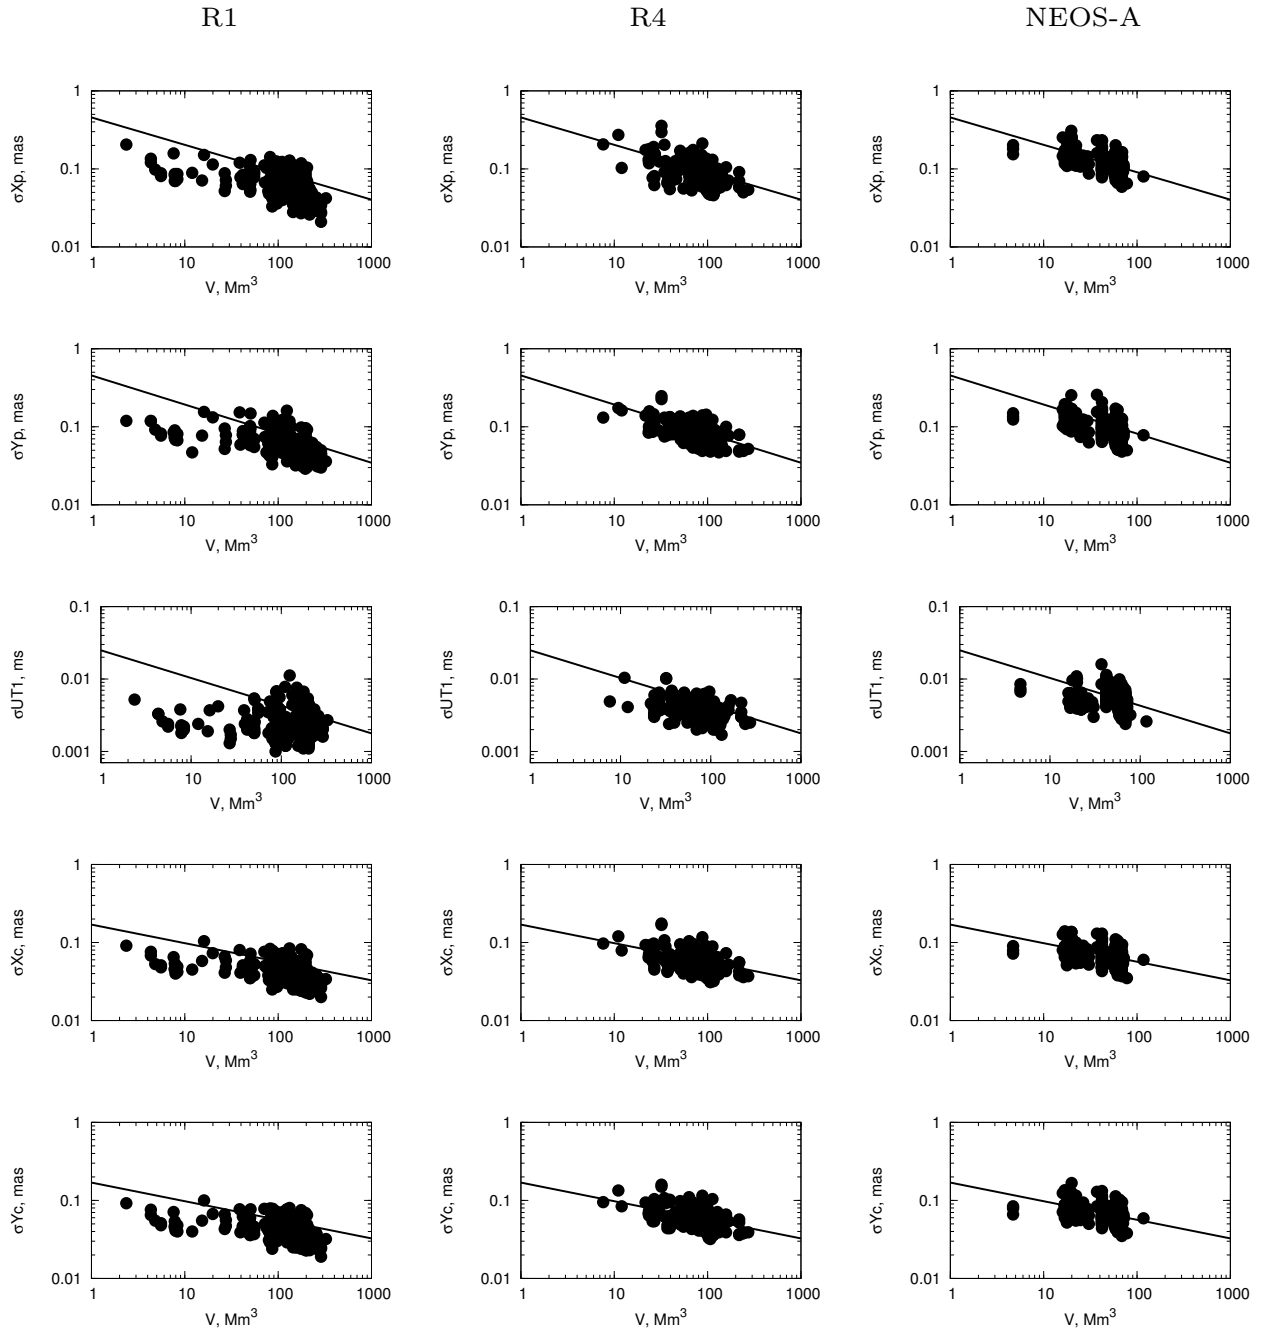 R1 R4 NEOS-A
1 1 1
σXp, mas 0.1 σXp, mas 0.1 σXp, mas 0.1
0.01 0.01 0.01
1 10 100 1000 1 10 100 1000 1 10 100 1000
V, Mm³ V, Mm³ V, Mm³
1 1 1
σYp, mas 0.1 σYp, mas 0.1 σYp, mas 0.1
0.01 0.01 0.01
1 10 100 1000 1 10 100 1000 1 10 100 1000
V, Mm³ V, Mm³ V, Mm³
0.1 0.1 0.1
σUT1, ms 0.01 σUT1, ms 0.01 σUT1, ms 0.01
0.001 0.001 0.001
1 10 100 1000 1 10 100 1000 1 10 100 1000
V, Mm³ V, Mm³ V, Mm³
1 1 1
σXc, mas 0.1 σXc, mas 0.1 σXc, mas 0.1
0.01 0.01 0.01
1 10 100 1000 1 10 100 1000 1 10 100 1000
V, Mm³ V, Mm³ V, Mm³
1 1 1
σYc, mas 0.1 σYc, mas 0.1 σYc, mas 0.1
0.01 0.01 0.01
1 10 100 1000 1 10 100 1000 1 10 100 1000
V, Mm³ V, Mm³ V, Mm³